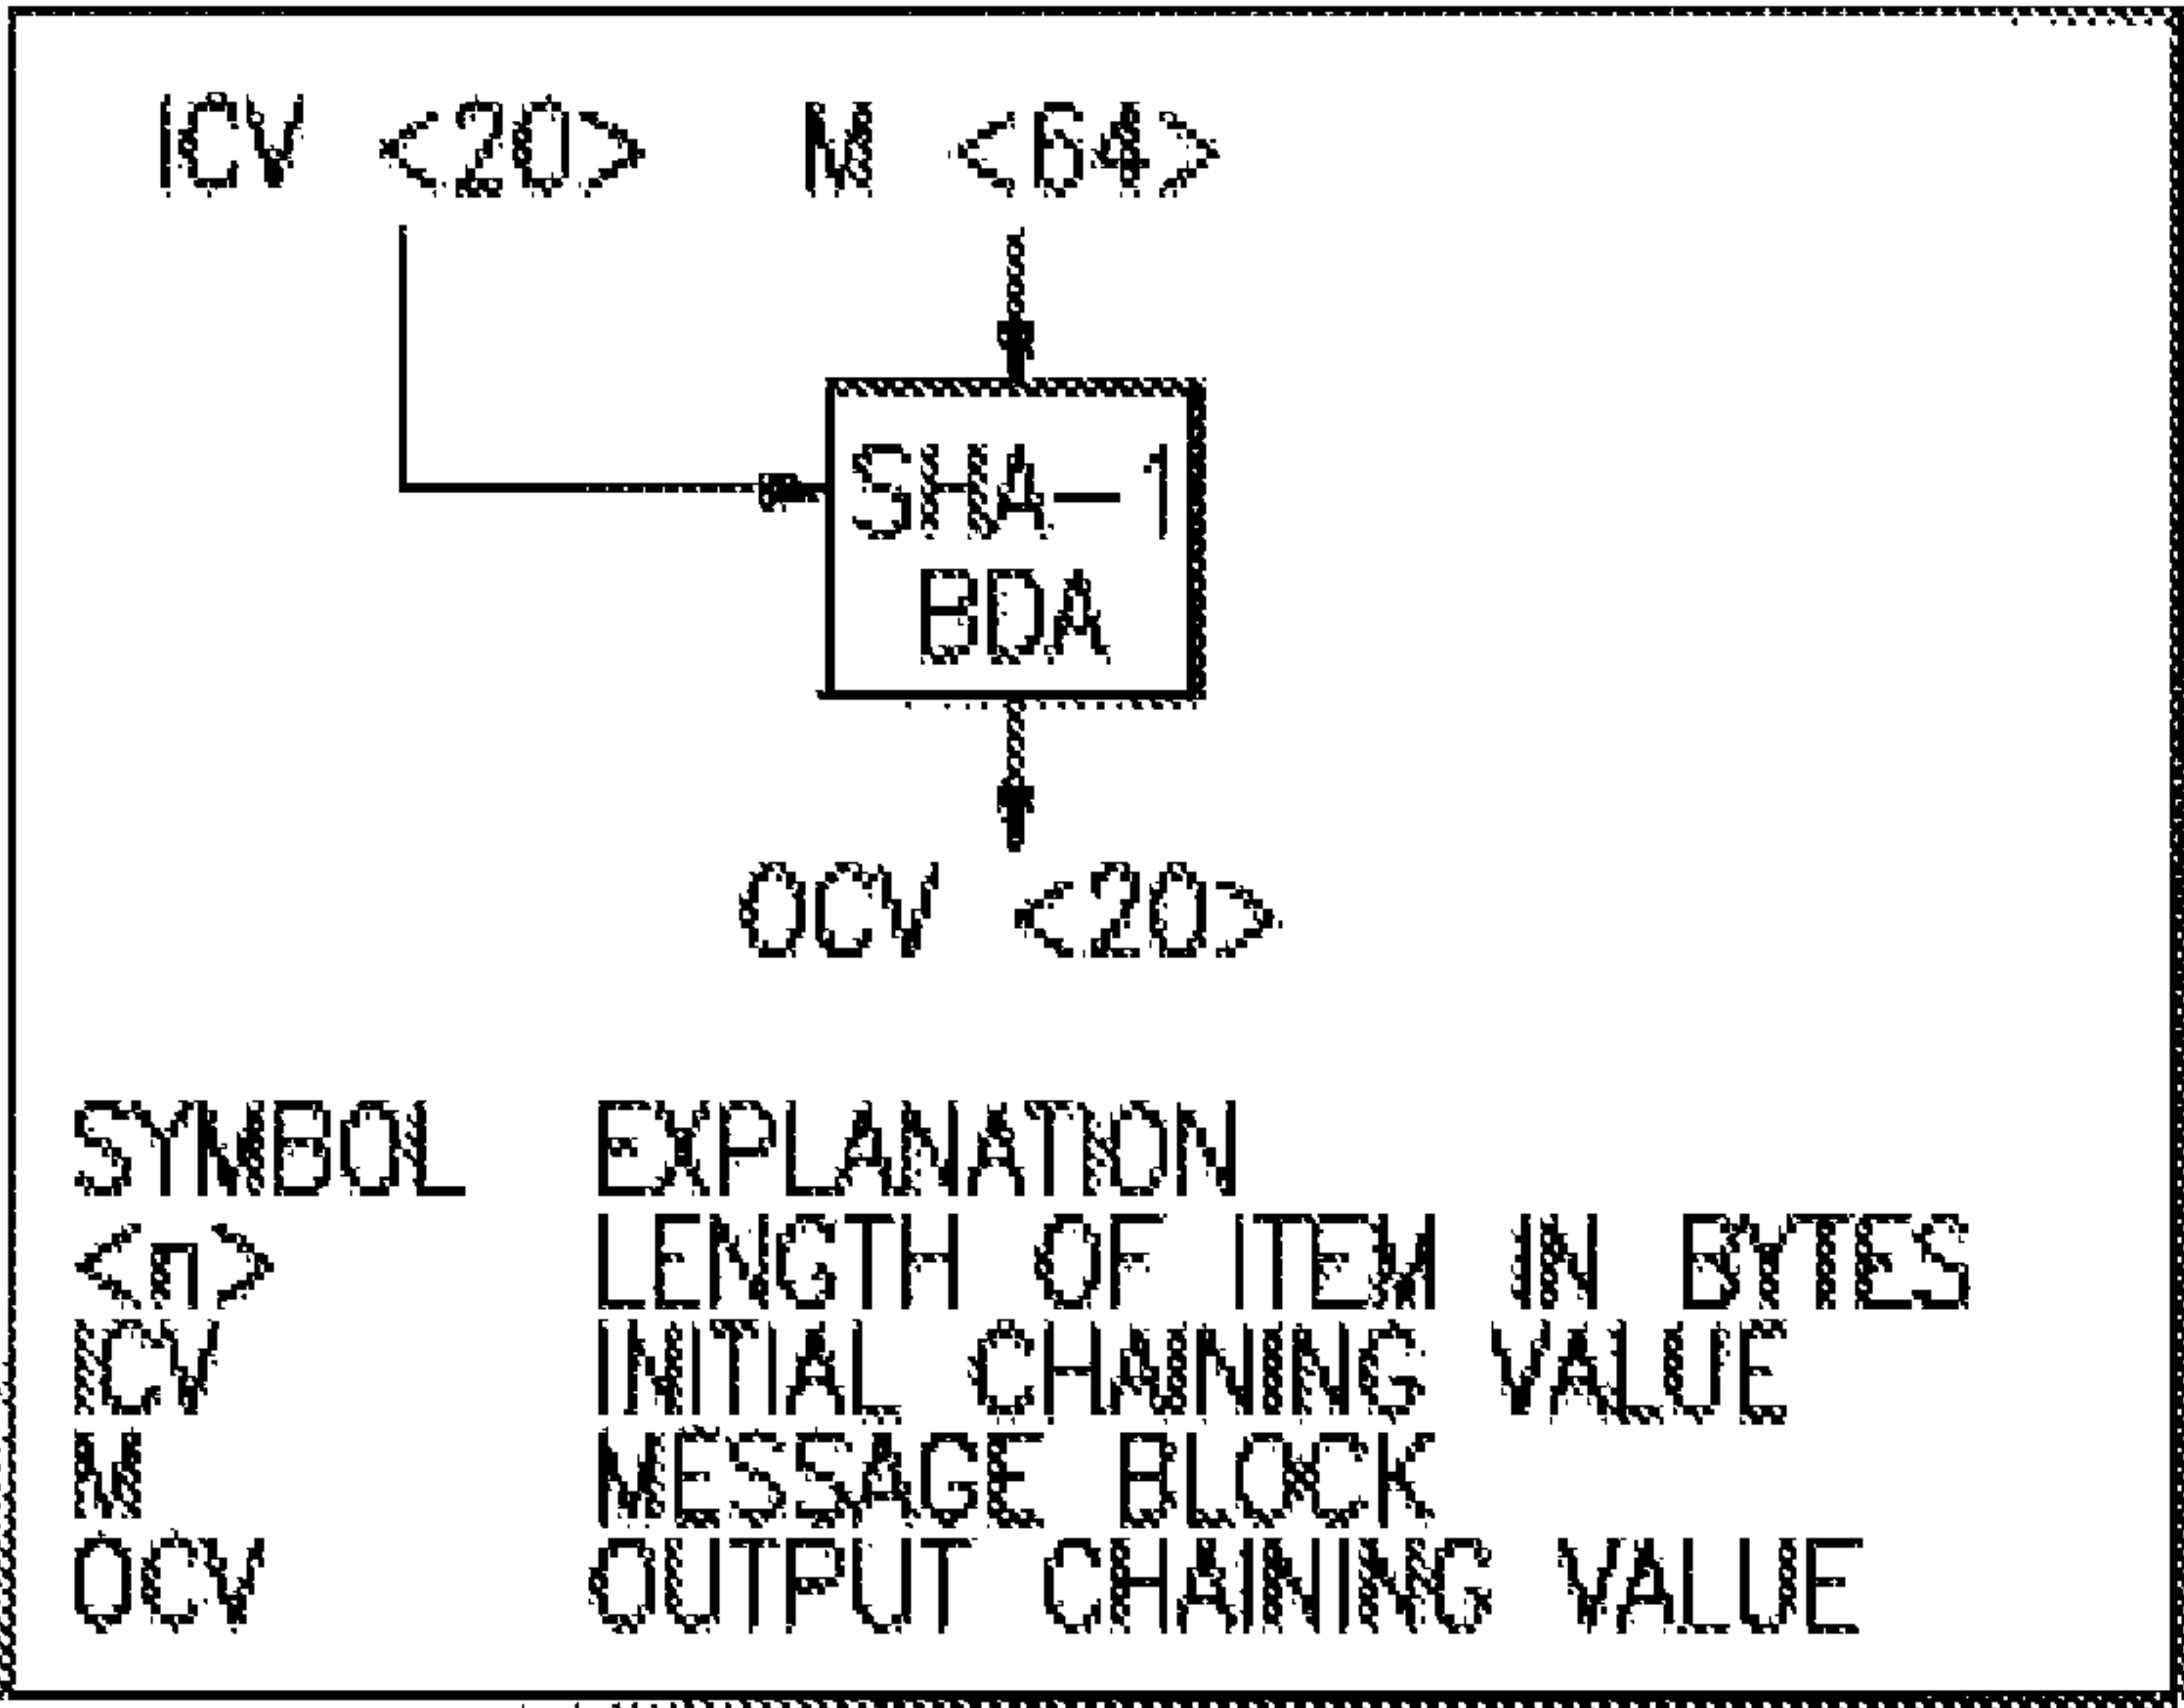 ICV <20> M <64>
SHA-1
BDA
OCV <20>
SYMBOL EXPLANATION
<n> LENGTH OF ITEM IN BYTES
ICV INITIAL CHAINING VALUE
M MESSAGE BLOCK
OCV OUTPUT CHAINING VALUE